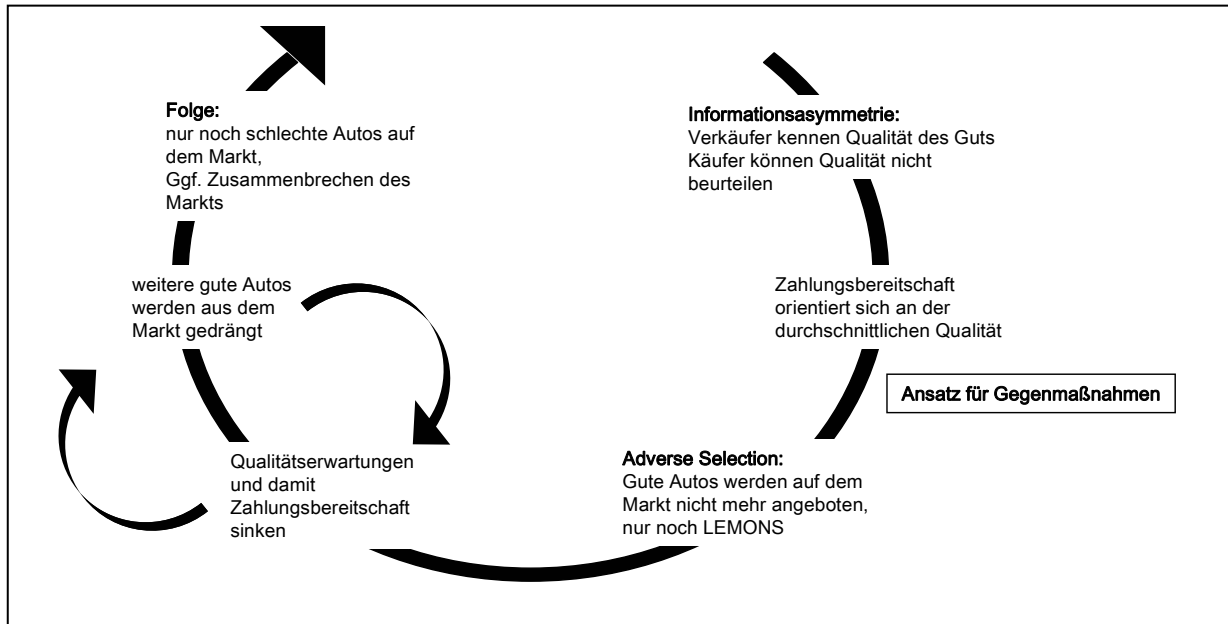 Informationsasymmetrie:
Verkäufer kennen Qualität des Guts
Käufer können Qualität nicht
beurteilen
Zahlungsbereitschaft
orientiert sich an der
durchschnittlichen Qualität
Ansatz für Gegenmaßnahmen
Adverse Selection:
Gute Autos werden auf dem
Markt nicht mehr angeboten,
nur noch LEMONS
Qualitätserwartungen
und damit
Zahlungsbereitschaft
sinken
weitere gute Autos
werden aus dem
Markt gedrängt
Folge:
nur noch schlechte Autos auf
dem Markt,
Ggf. Zusammenbrechen des
Markts